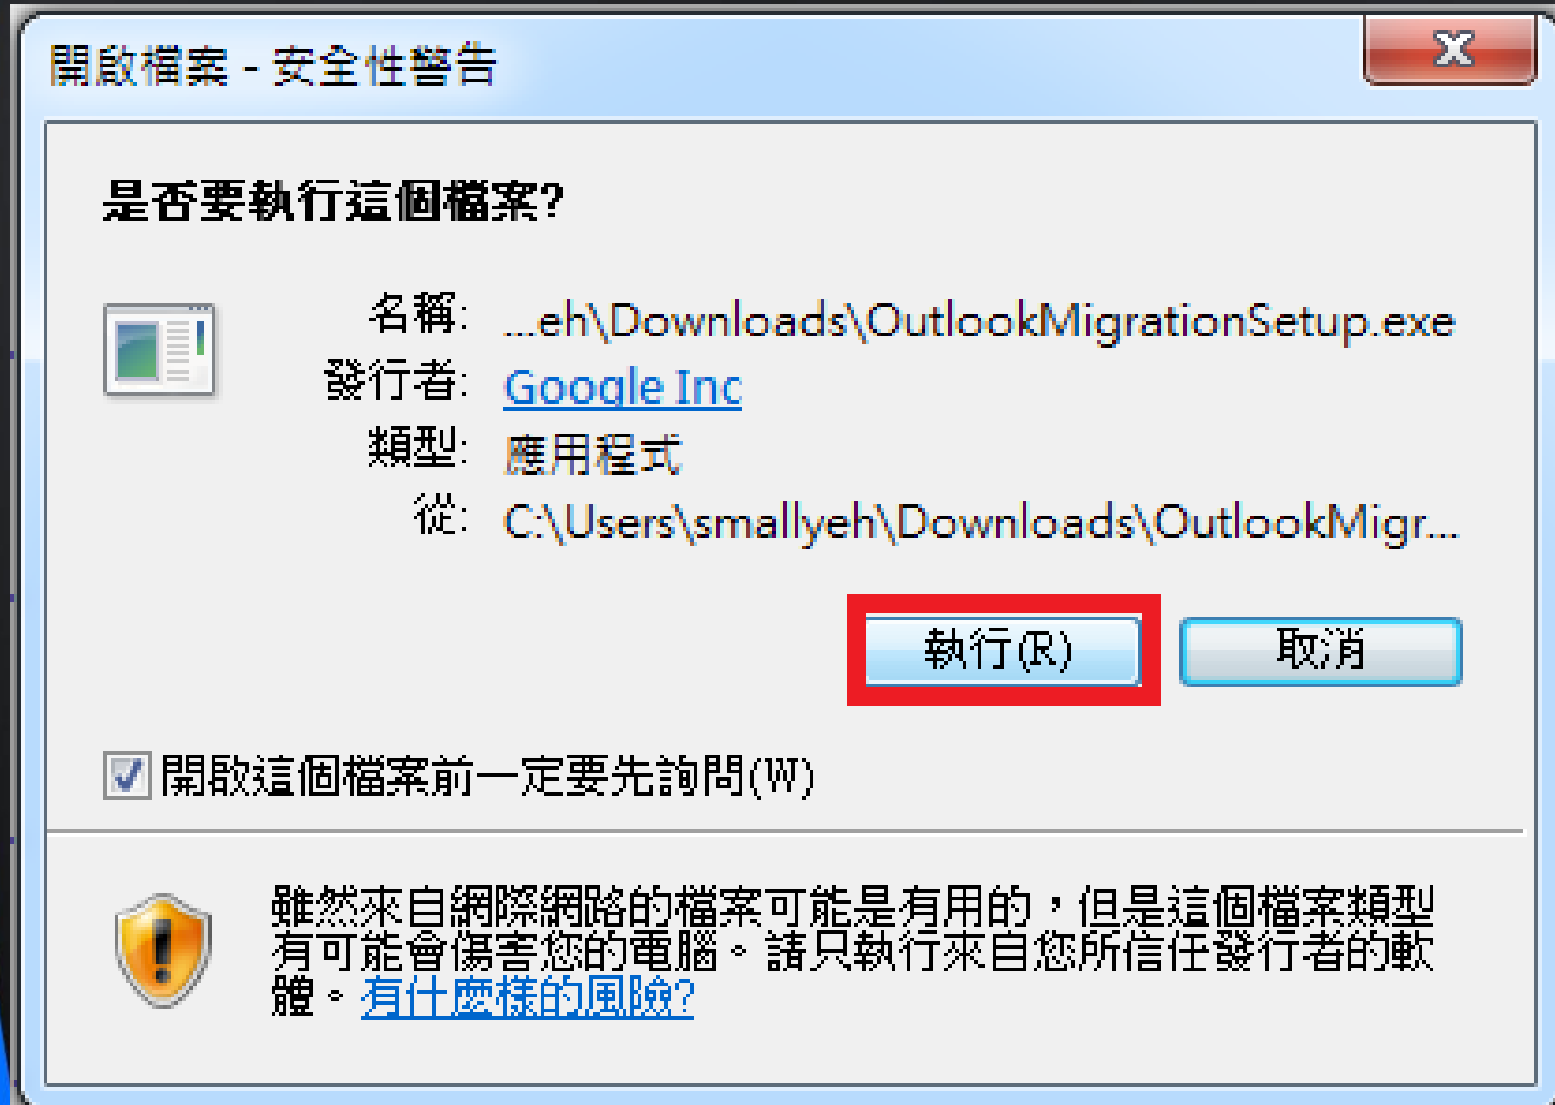 開啟檔案 - 安全性警告
是否要執行這個檔案?
名稱: ...eh\Downloads\OutlookMigrationSetup.exe
發行者: Google Inc
類型: 應用程式
從: C:\Users\smallyeh\Downloads\OutlookMigr...
執行(R) 取消
開啟這個檔案前一定要先詢問(W)
雖然來自網際網路的檔案可能是有用的，但是這個檔案類型
有可能會傷害您的電腦。請只執行來自您所信任發行者的軟
體。有什麼樣的風險?